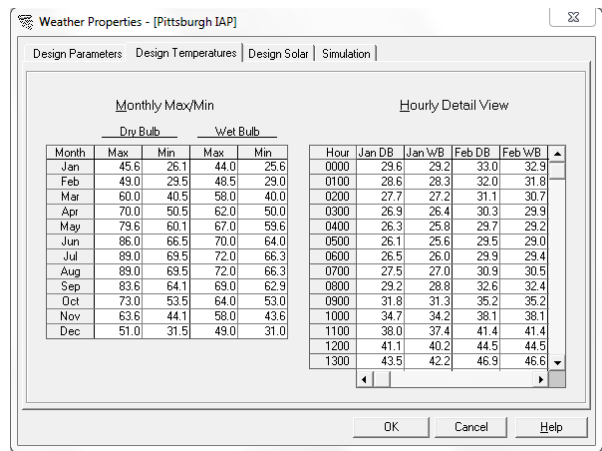 Weather Properties - [Pittsburgh IAP]
Design Parameters Design Temperatures Design Solar Simulation
Monthly Max/Min
Dry Bulb Wet Bulb
Month Max Min Max Min
Jan 45.6 26.1 44.0 25.6
Feb 49.0 29.5 48.5 29.0
Mar 60.0 40.5 58.0 40.0
Apr 70.0 50.5 62.0 50.0
May 79.6 60.1 67.0 59.6
Jun 86.0 66.5 70.0 64.0
Jul 89.0 69.5 72.0 66.3
Aug 89.0 69.5 72.0 66.3
Sep 83.6 64.1 69.0 62.9
Oct 73.0 53.5 64.0 53.0
Nov 63.6 44.1 58.0 43.6
Dec 51.0 31.5 49.0 31.0
Hourly Detail View
Hour Jan DB Jan WB Feb DB Feb WB
0000 29.6 29.2 33.0 32.9
0100 28.6 28.3 32.0 31.8
0200 27.7 27.2 31.1 30.7
0300 26.9 26.4 30.3 29.9
0400 26.3 25.8 29.7 29.2
0500 26.1 25.6 29.5 29.0
0600 26.5 26.0 29.9 29.4
0700 27.5 27.0 30.9 30.5
0800 29.2 28.8 32.6 32.4
0900 31.8 31.3 35.2 35.2
1000 34.7 34.2 38.1 38.1
1100 38.0 37.4 41.4 41.4
1200 41.1 40.2 44.5 44.5
1300 43.5 42.2 46.9 46.6
OK Cancel Help